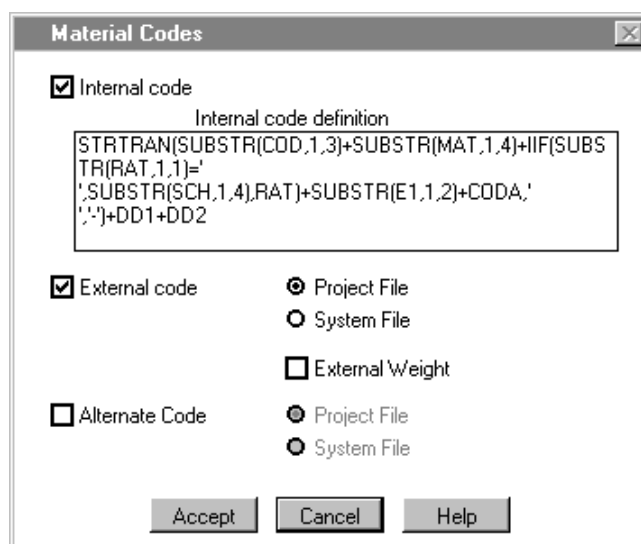 Material Codes
Internal code
Internal code definition
STRTRAN(SUBSTR(COD,1,3)+SUBSTR(MAT,1,4)+IIF(SUBS
TR(RAT,1,1)='
',SUBSTR(SCH,1,4),RAT)+SUBSTR(E1,1,2)+CODA,'
','-')+DD1+DD2
External code
Project File
System File
External Weight
Alternate Code
Project File
System File
Accept Cancel Help